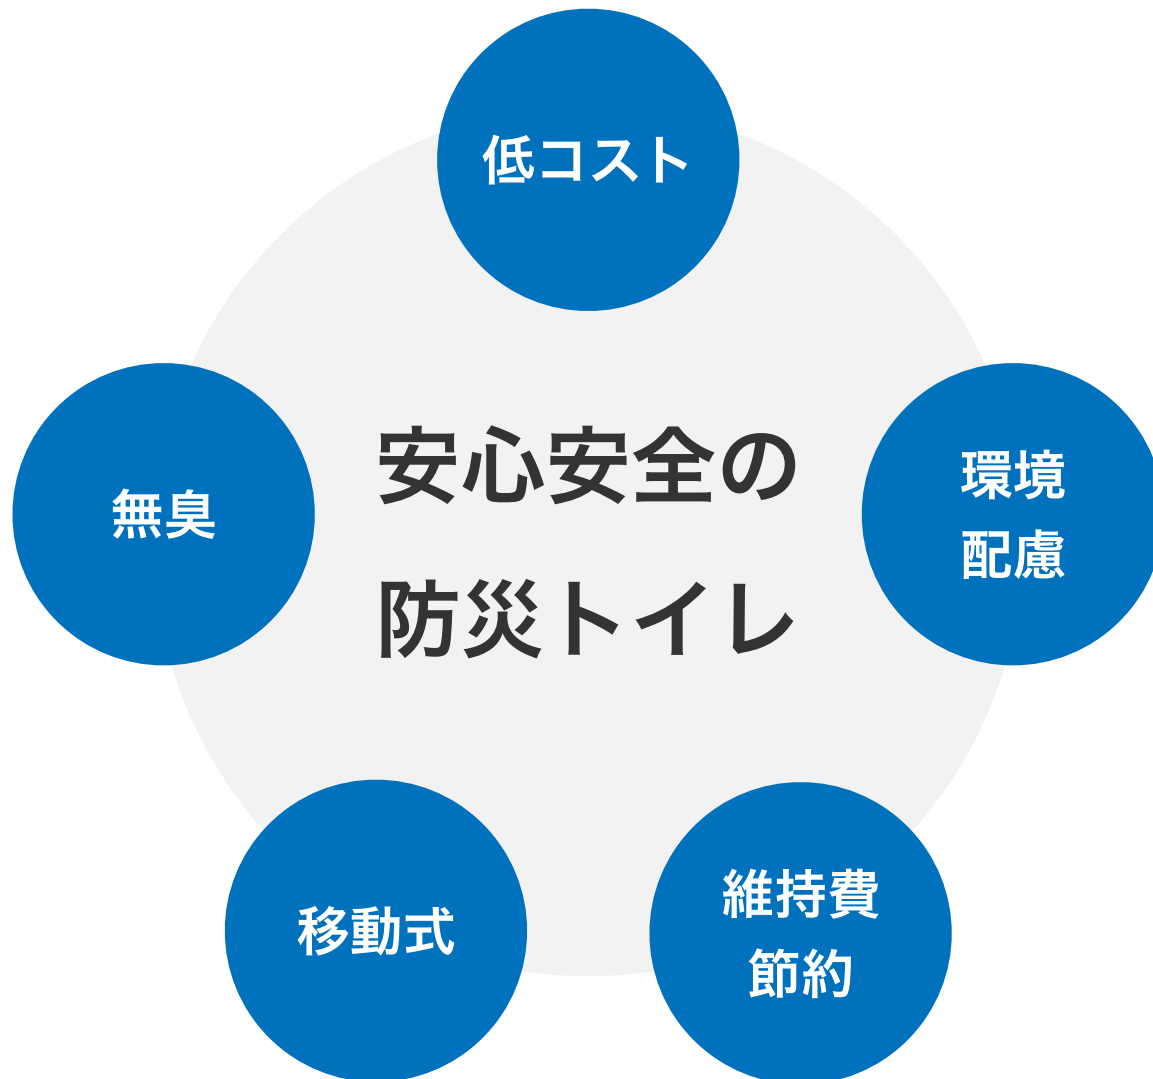 低コスト
無臭
安心安全の
防災トイレ
環境
配慮
移動式
維持費
節約